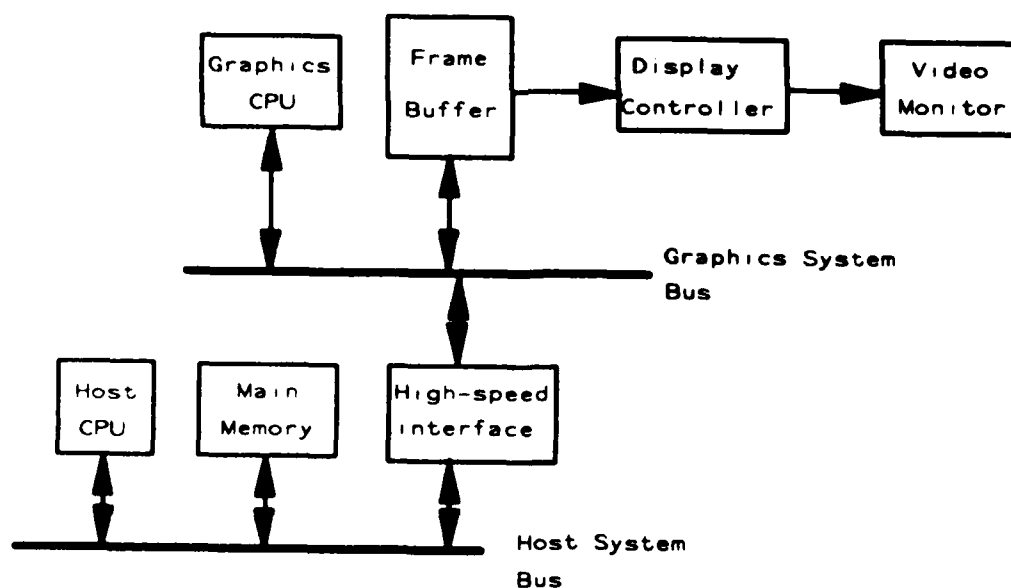 Graphics
CPU
Frame
Buffer
Display
Controller
Video
Monitor
Graphics System
Bus
Host
CPU
Main
Memory
High-speed
interface
Host System
Bus